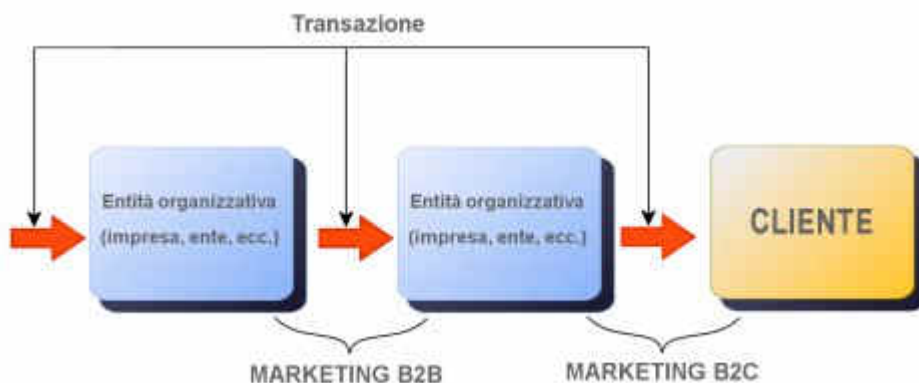 Transazione
Entità organizzativa
(impresa, ente, ecc.)
Entità organizzativa
(impresa, ente, ecc.)
CLIENTE
MARKETING B2B
MARKETING B2C